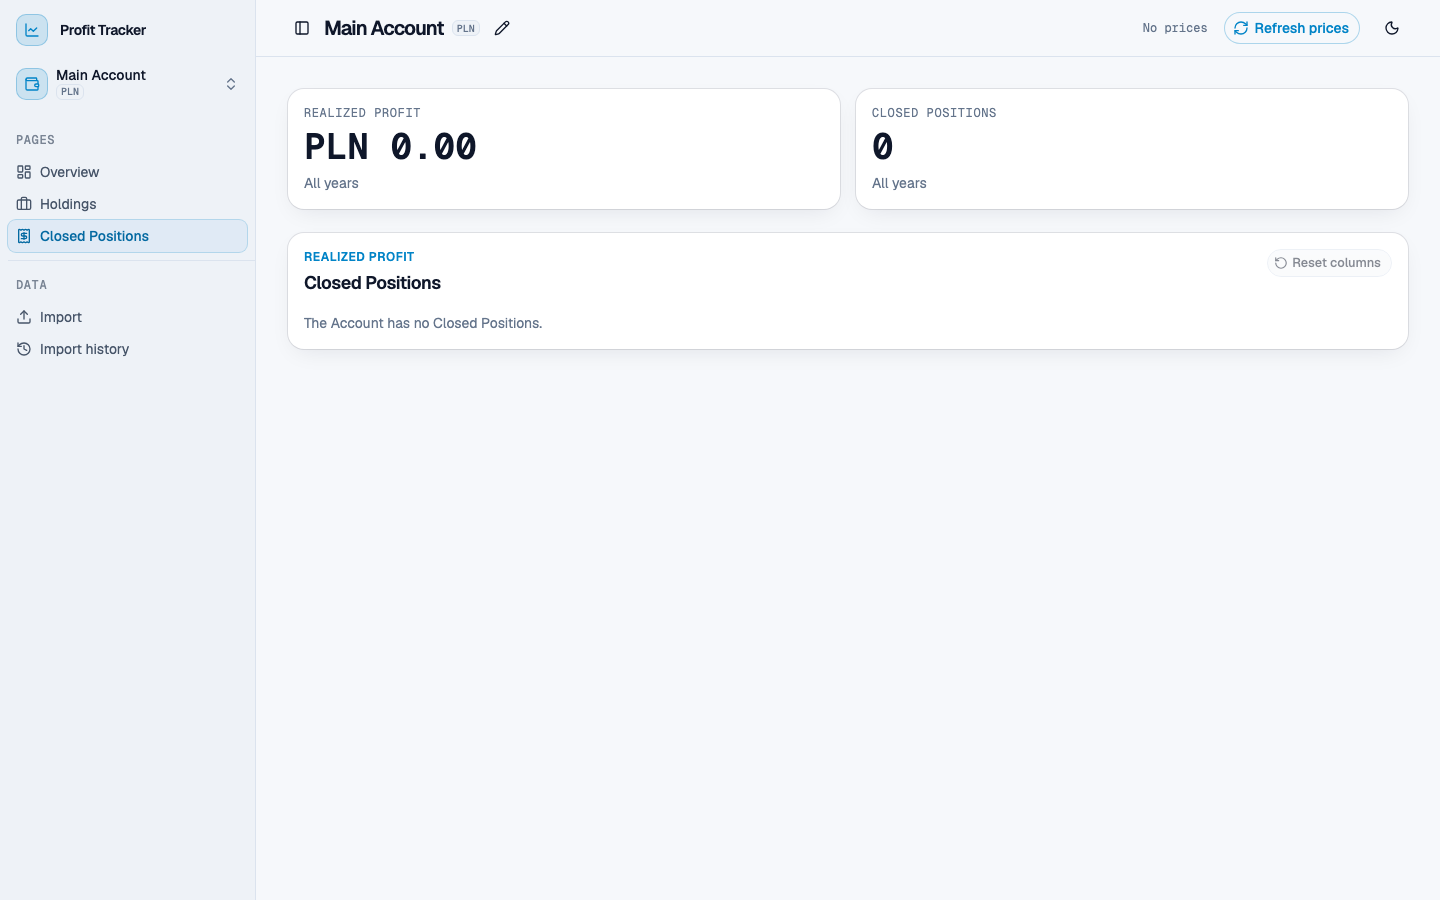 Profit Tracker
Main Account
PLN
PAGES
Overview
Holdings
Closed Positions
DATA
Import
Import history
Main Account PLN
No prices
Refresh prices
REALIZED PROFIT
PLN 0.00
All years
CLOSED POSITIONS
0
All years
REALIZED PROFIT
Closed Positions
Reset columns
The Account has no Closed Positions.